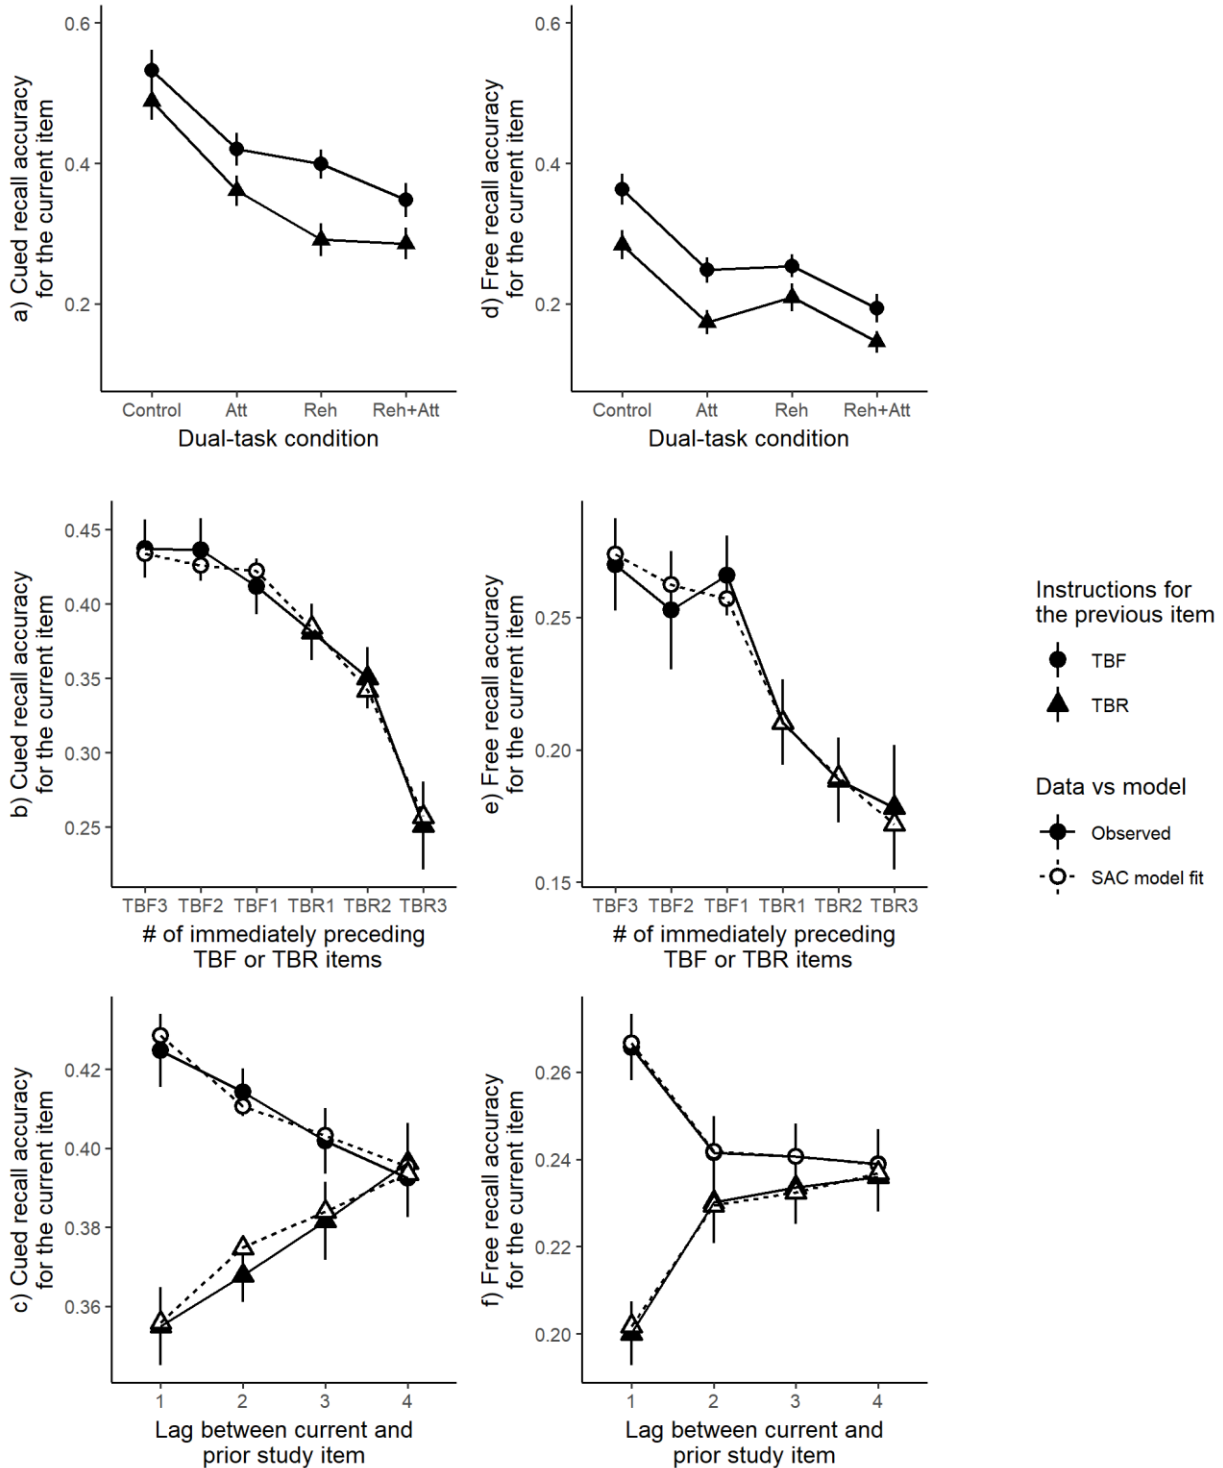 a) Cued recall accuracy
for the current item
0.6
0.4
0.2
Control Att Reh Reh+Att
Dual-task condition
d) Free recall accuracy
for the current item
0.6
0.4
0.2
Control Att Reh Reh+Att
Dual-task condition
b) Cued recall accuracy
for the current item
0.45
0.40
0.35
0.30
0.25
TBF3 TBF2 TBF1 TBR1 TBR2 TBR3
# of immediately preceding
TBF or TBR items
e) Free recall accuracy
for the current item
0.25
0.20
0.15
TBF3 TBF2 TBF1 TBR1 TBR2 TBR3
# of immediately preceding
TBF or TBR items
Instructions for
the previous item
TBF
TBR
Data vs model
Observed
SAC model fit
c) Cued recall accuracy
for the current item
0.42
0.40
0.38
0.36
1 2 3 4
Lag between current and
prior study item
f) Free recall accuracy
for the current item
0.26
0.24
0.22
0.20
1 2 3 4
Lag between current and
prior study item